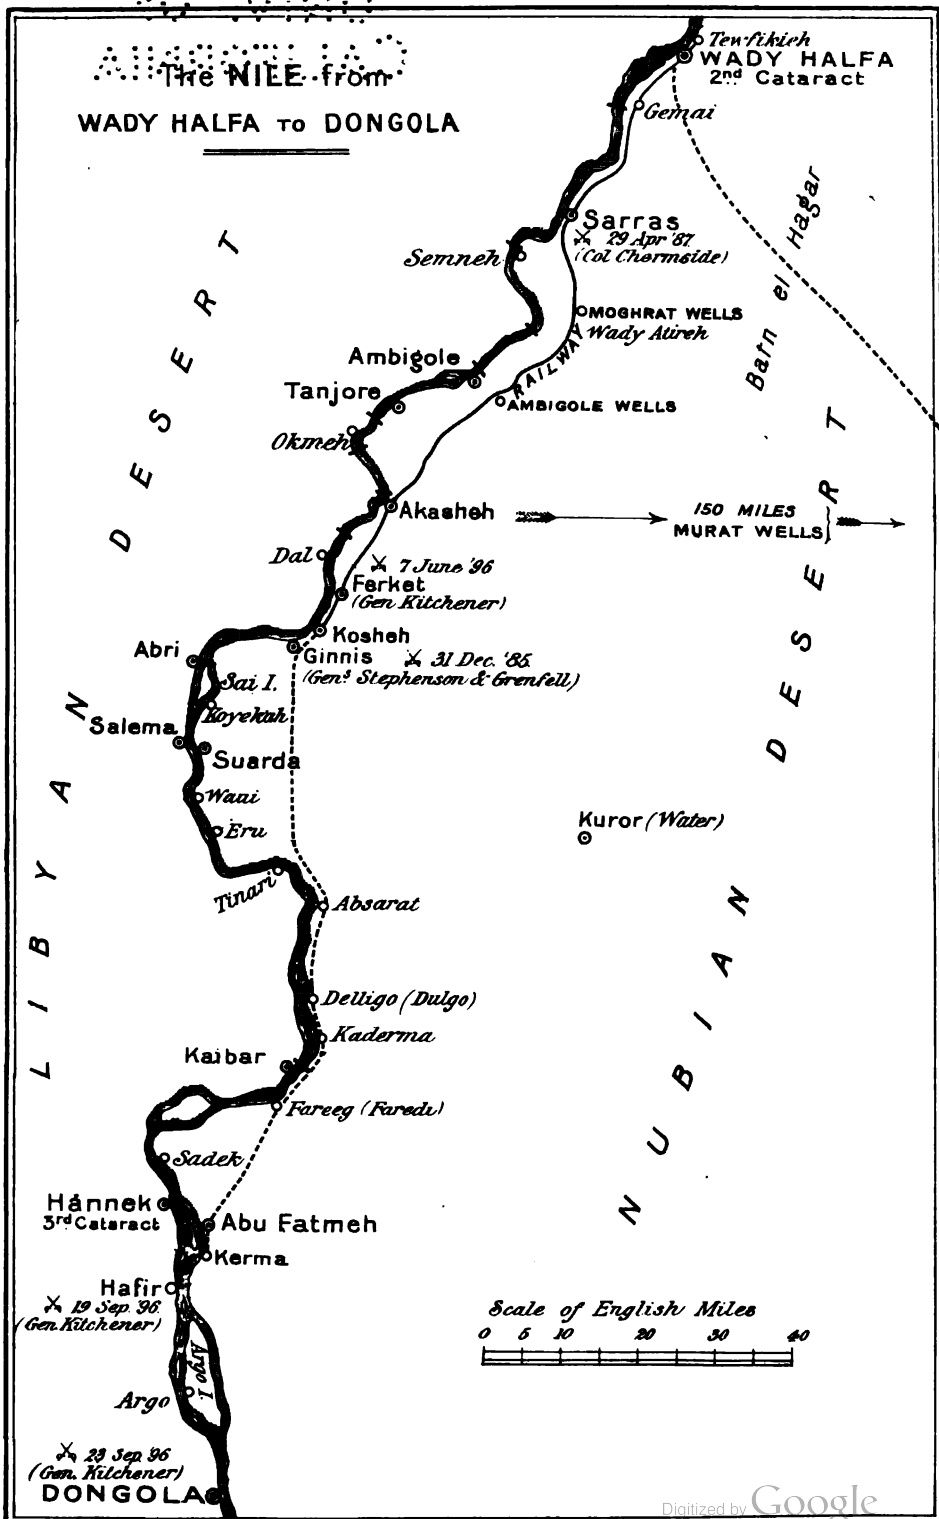 The NILE from
WADY HALFA TO DONGOLA
Tewfikieh
WADY HALFA
2nd Cataract
Gemai
Batn el Hagar
Sarras
29 Apr '87.
(Col Chermside)
Semneh
MOGHRAT WELLS
Wady Atireh
RAILWAY
Ambigole
Tanjore
AMBIGOLE WELLS
Okmeh
Akasheh
150 MILES
MURAT WELLS
Dal
7 June '96
Ferket
(Gen Kitchener)
Kosheh
Abri
Ginnis
31 Dec. '85.
(Gens Stephenson & Grenfell)
Sai I.
Koyekah
Salema
Suarda
Waui
Eru
Kuror (Water)
Tinari
Absarat
LIBYAN DESERT
NUBIAN DESERT
Delligo (Dulgo)
Kaderma
Kaibar
Fareeg (Faredi)
Sadek
Hánnek
3rd Cataract
Abu Fatmeh
Kerma
Hafir
19 Sep. 96.
(Gen. Kitchener)
Scale of English Miles
0 5 10 20 30 40
Argo I.
Argo
23 Sep '96
(Gen. Kitchener)
DONGOLA
Digitized by Google